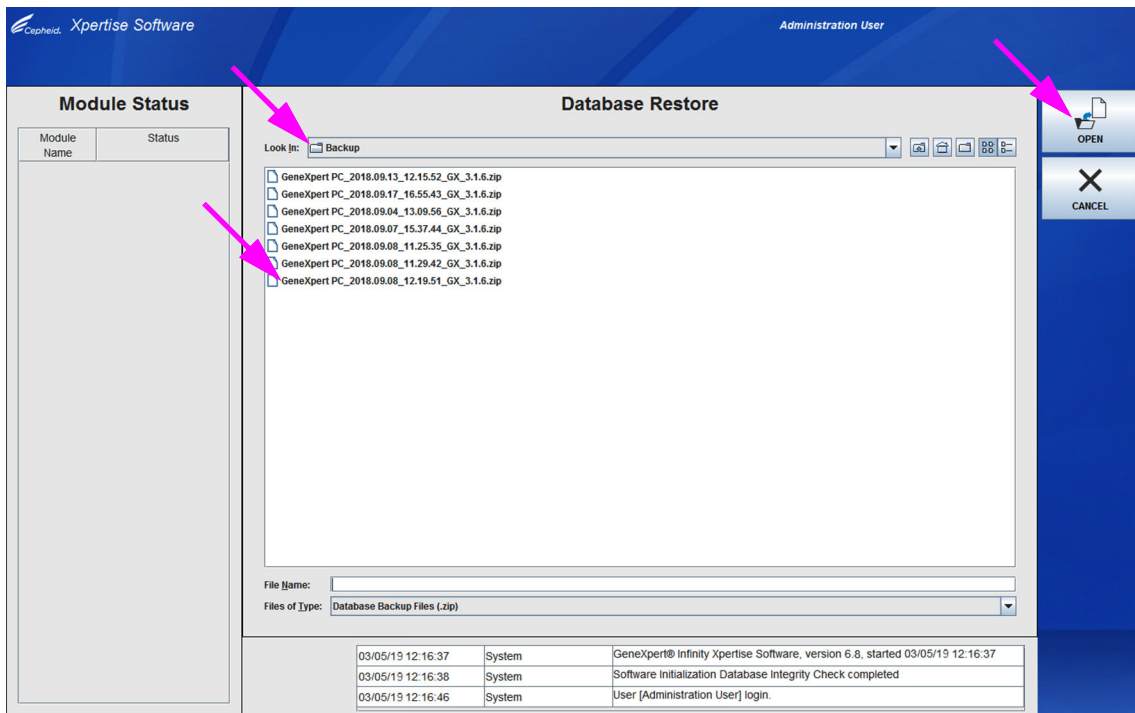 Cepheid. Xpertise Software
Administration User
Module Status
Module Name
Status
Database Restore
Look In:
Backup
GeneXpert PC_2018.09.13_12.15.52_GX_3.1.6.zip
GeneXpert PC_2018.09.17_16.55.43_GX_3.1.6.zip
GeneXpert PC_2018.09.04_13.09.56_GX_3.1.6.zip
GeneXpert PC_2018.09.07_15.37.44_GX_3.1.6.zip
GeneXpert PC_2018.09.08_11.25.35_GX_3.1.6.zip
GeneXpert PC_2018.09.08_11.29.42_GX_3.1.6.zip
GeneXpert PC_2018.09.08_12.19.51_GX_3.1.6.zip
File Name:
Files of Type: Database Backup Files (.zip)
OPEN
CANCEL
03/05/19 12:16:37 System GeneXpert® Infinity Xpertise Software, version 6.8, started 03/05/19 12:16:37
03/05/19 12:16:38 System Software Initialization Database Integrity Check completed
03/05/19 12:16:46 System User [Administration User] login.